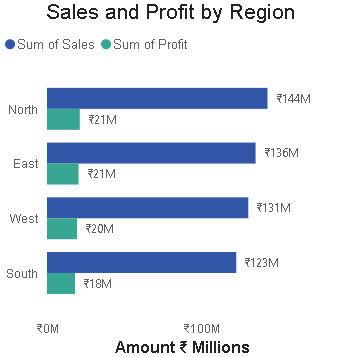 Sales and Profit by Region
Sum of Sales Sum of Profit
North ₹144M
₹21M
East ₹136M
₹21M
West ₹131M
₹20M
South ₹123M
₹18M
₹0M ₹100M
Amount ₹ Millions